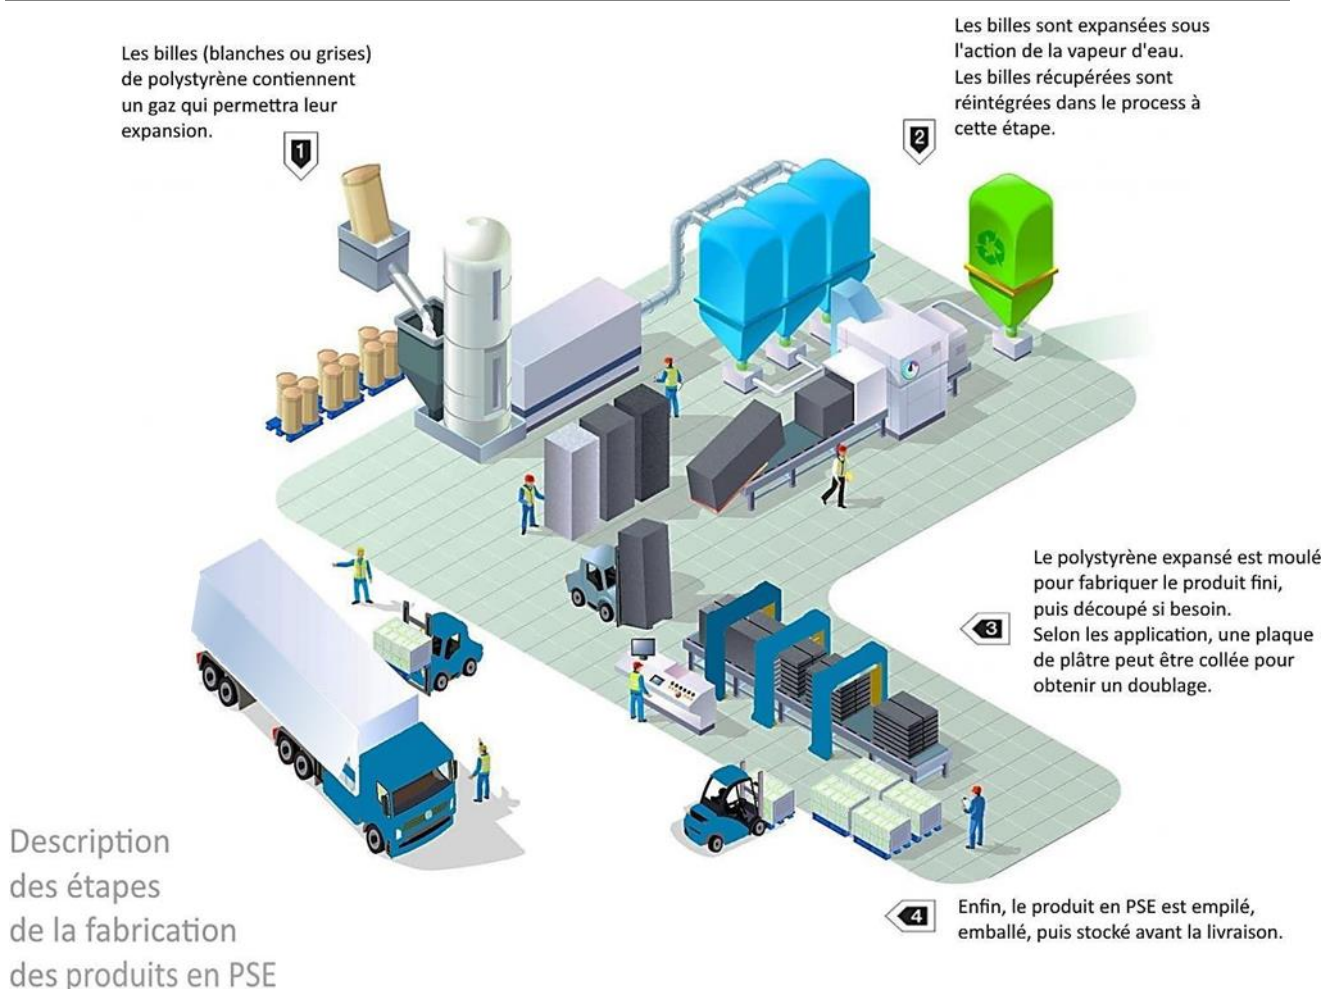 Les billes (blanches ou grises)
de polystyrène contiennent
un gaz qui permettra leur
expansion.
1
Les billes sont expansées sous
l'action de la vapeur d'eau.
Les billes récupérées sont
réintégrées dans le process à
cette étape.
2
Le polystyrène expansé est moulé
pour fabriquer le produit fini,
puis découpé si besoin.
3
Selon les application, une plaque
de plâtre peut être collée pour
obtenir un doublage.
4
Enfin, le produit en PSE est empilé,
emballé, puis stocké avant la livraison.
Description
des étapes
de la fabrication
des produits en PSE